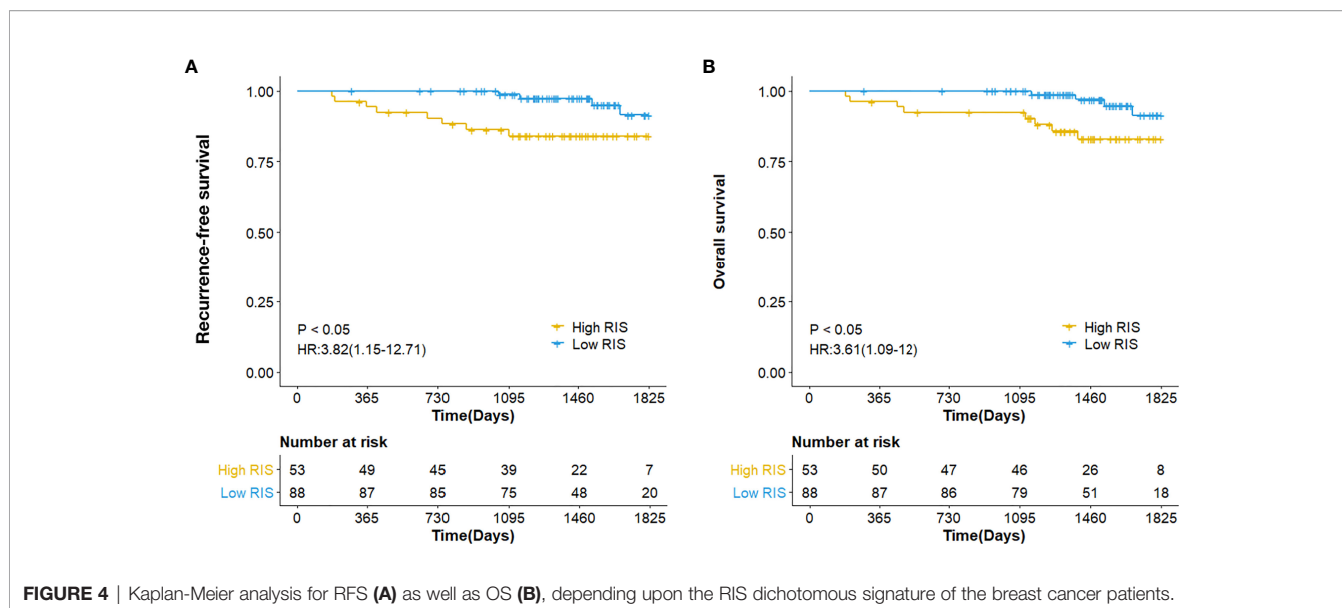 A
Recurrence-free survival
1.00
0.75
0.50
0.25
0.00
P < 0.05
HR:3.82(1.15-12.71)
High RIS
Low RIS
0 365 730 1095 1460 1825
Time(Days)
Number at risk
High RIS 53 49 45 39 22 7
Low RIS 88 87 85 75 48 20
0 365 730 1095 1460 1825
Time(Days)
B
Overall survival
1.00
0.75
0.50
0.25
0.00
P < 0.05
HR:3.61(1.09-12)
High RIS
Low RIS
0 365 730 1095 1460 1825
Time(Days)
Number at risk
High RIS 53 50 47 46 26 8
Low RIS 88 87 86 79 51 18
0 365 730 1095 1460 1825
Time(Days)
FIGURE 4 | Kaplan-Meier analysis for RFS (A) as well as OS (B), depending upon the RIS dichotomous signature of the breast cancer patients.